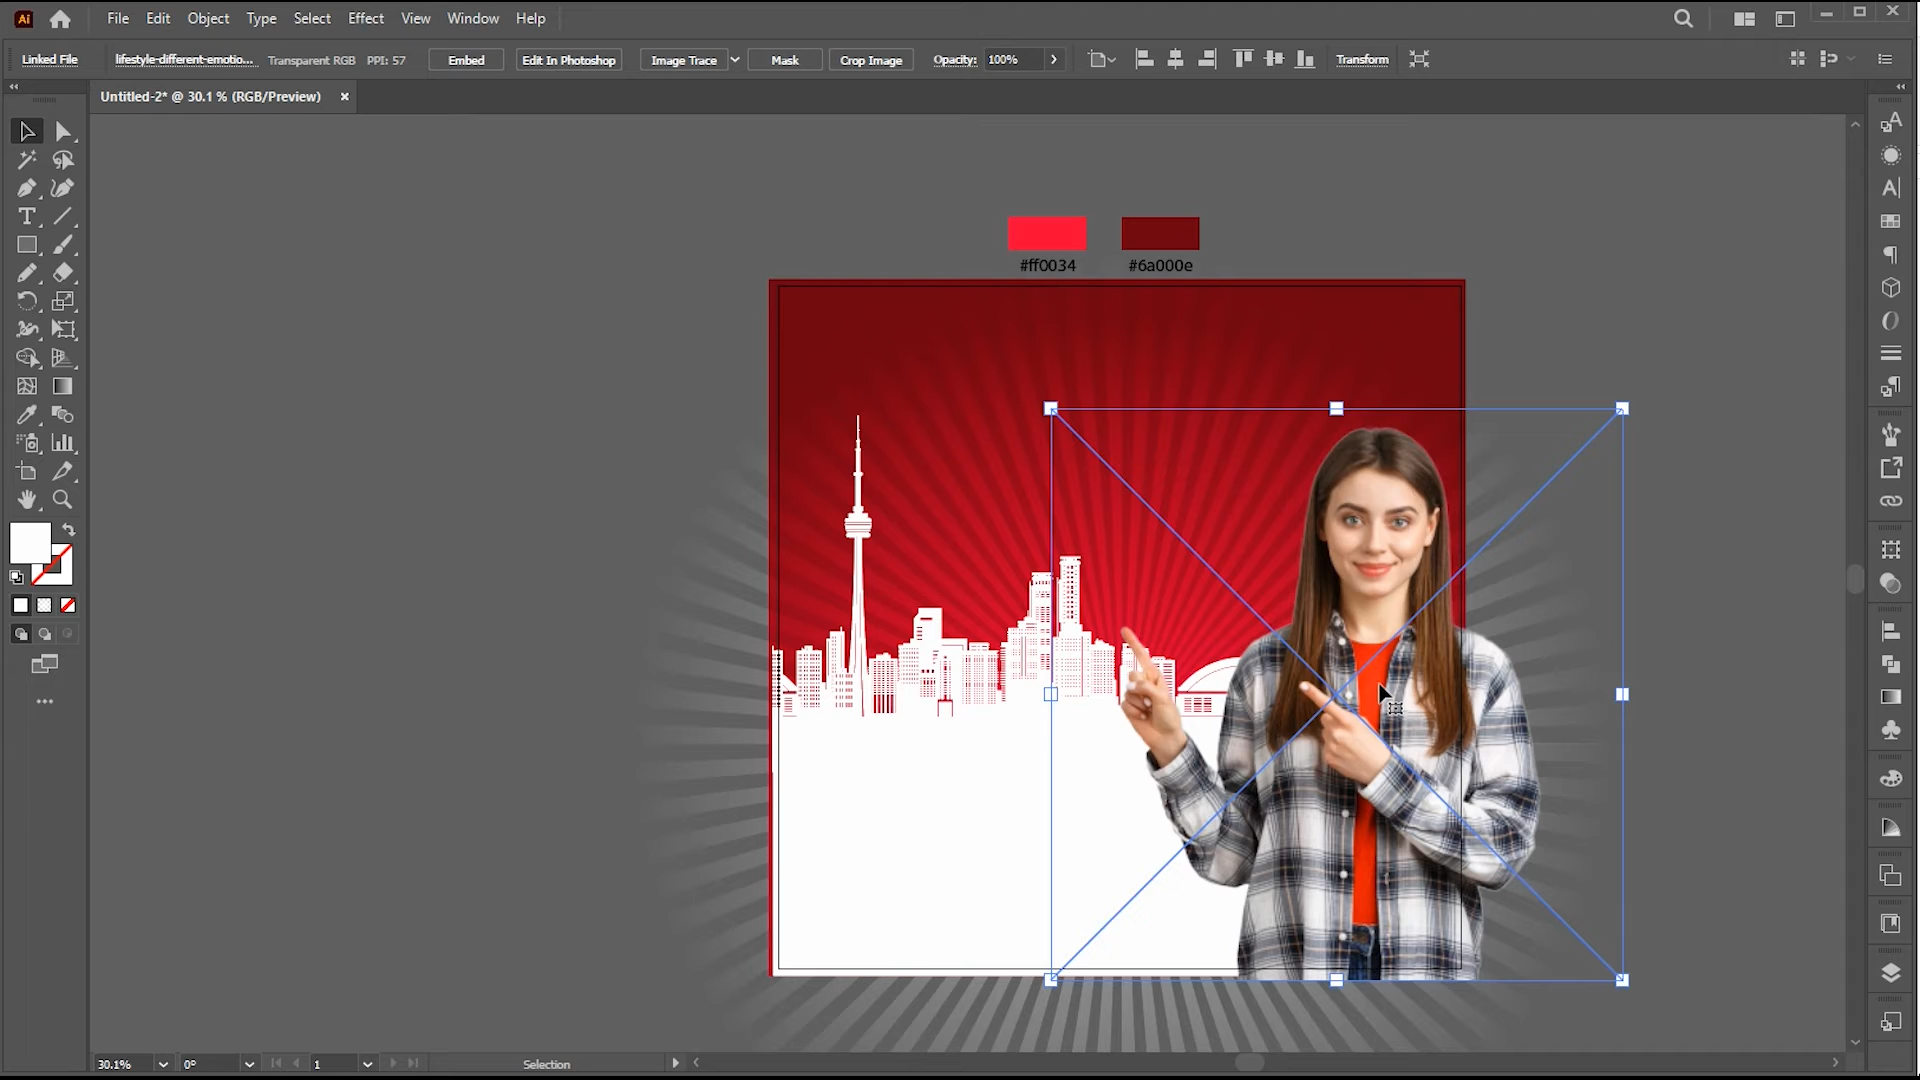 Ai File Edit Object Type Select Effect View Window Help
Linked File lifestyle-different-emotio... Transparent RGB PPI: 57 Embed Edit In Photoshop Image Trace Mask Crop Image Opacity: 100% Transform
Untitled-2* @ 30.1 % (RGB/Preview) ×
#ff0034 #6a000e
30.1% 0° 1 Selection